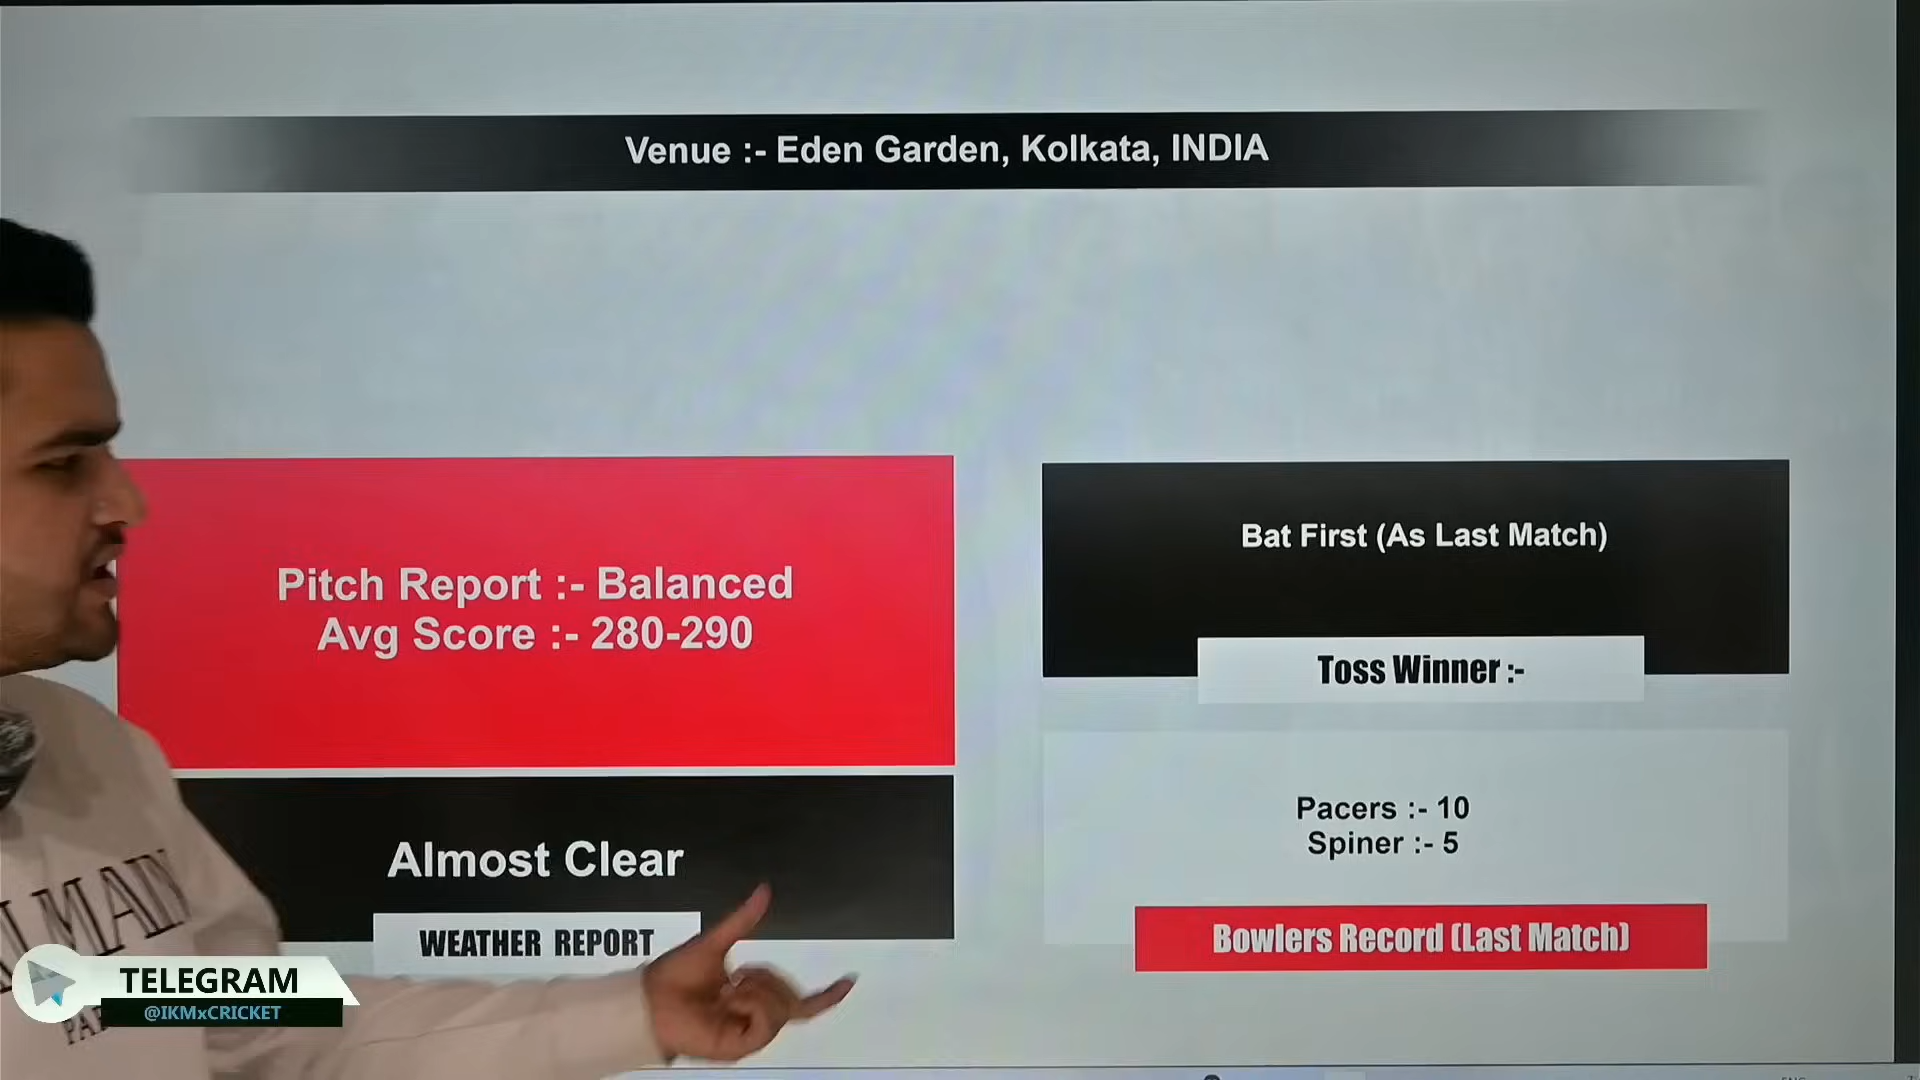 Venue :- Eden Garden, Kolkata, INDIA
Pitch Report :- Balanced
Avg Score :- 280-290
Bat First (As Last Match)
Toss Winner :-
Almost Clear
WEATHER REPORT
Pacers :- 10
Spiner :- 5
Bowlers Record (Last Match)
TELEGRAM
@IKMxCRICKET